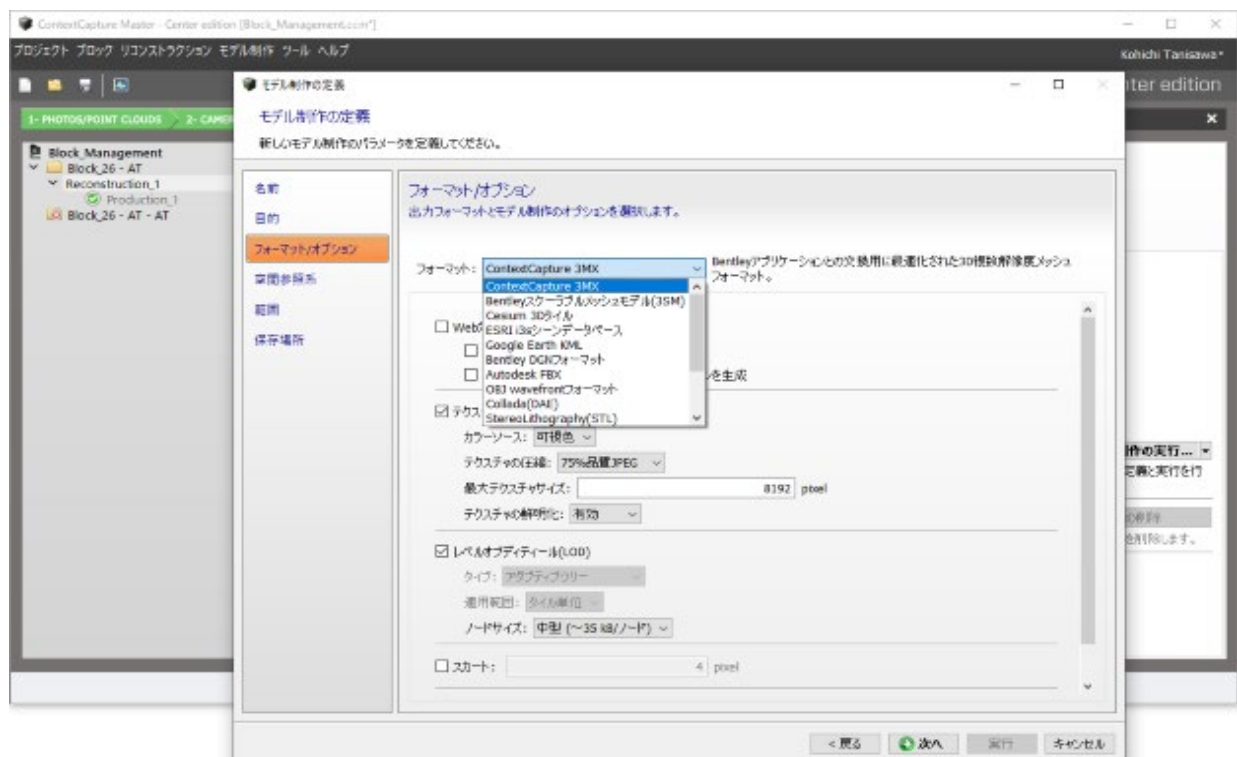 ContextCapture Master - Center edition [Block_Management.ccm*]
プロジェクト ブロック リコンストラクション モデル制作 ツール ヘルプ
Kohichi Tanisawa
ter edition
1- PHOTOS/POINT CLOUDS
2- CAMER
Block_Management
Block_26 - AT
Reconstruction_1
Production_1
Block_26 - AT - AT
モデル制作の定義
モデル制作の定義
新しいモデル制作のパラメータを定義してください。
名前
目的
フォーマット/オプション
空間参照系
範囲
保存場所
フォーマット/オプション
出力フォーマットとモデル制作のオプションを選択します。
フォーマット: ContextCapture 3MX
Bentleyアプリケーションとの交換用に最適化された3D複数解像度メッシュ
フォーマット。
ContextCapture 3MX
Bentleyスケーラブルメッシュモデル(3SM)
Cesium 3Dタイル
ESRI i3sシーンデータベース
Google Earth KML
Bentley DGNフォーマット
Autodesk FBX
OBJ wavefrontフォーマット
Collada(DAE)
StereoLithography(STL)
Web
を生成
テクス
カラーソース: 可視色
テクスチャの圧縮: 75%品質JPEG
最大テクスチャサイズ: 8192 pixel
テクスチャの鮮明化: 有効
レベルオブディティール(LOD)
タイプ: アダプティブツリー
適用範囲: タイル単位
ノードサイズ: 中型 (~35 kB/ノード)
スカート: 4 pixel
作の実行...
定義と実行を行
の削除
を削除します。
< 戻る
次へ
実行
キャンセル